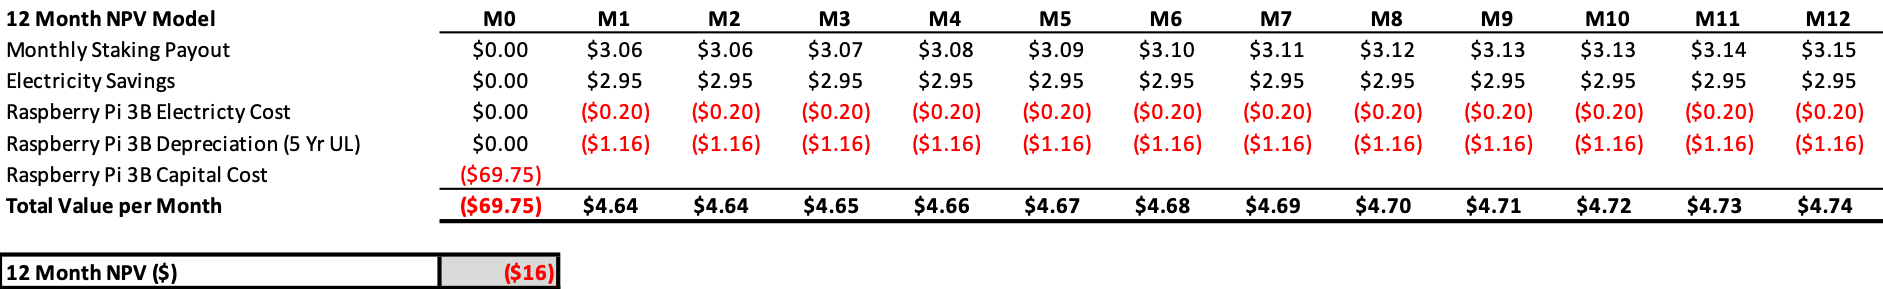 12 Month NPV Model M0 M1 M2 M3 M4 M5 M6 M7 M8 M9 M10 M11 M12
Monthly Staking Payout $0.00 $3.06 $3.06 $3.07 $3.08 $3.09 $3.10 $3.11 $3.12 $3.13 $3.13 $3.14 $3.15
Electricity Savings $0.00 $2.95 $2.95 $2.95 $2.95 $2.95 $2.95 $2.95 $2.95 $2.95 $2.95 $2.95 $2.95
Raspberry Pi 3B Electricty Cost $0.00 ($0.20) ($0.20) ($0.20) ($0.20) ($0.20) ($0.20) ($0.20) ($0.20) ($0.20) ($0.20) ($0.20) ($0.20)
Raspberry Pi 3B Depreciation (5 Yr UL) $0.00 ($1.16) ($1.16) ($1.16) ($1.16) ($1.16) ($1.16) ($1.16) ($1.16) ($1.16) ($1.16) ($1.16) ($1.16)
Raspberry Pi 3B Capital Cost ($69.75)
Total Value per Month ($69.75) $4.64 $4.64 $4.65 $4.66 $4.67 $4.68 $4.69 $4.70 $4.71 $4.72 $4.73 $4.74
12 Month NPV ($) ($16)